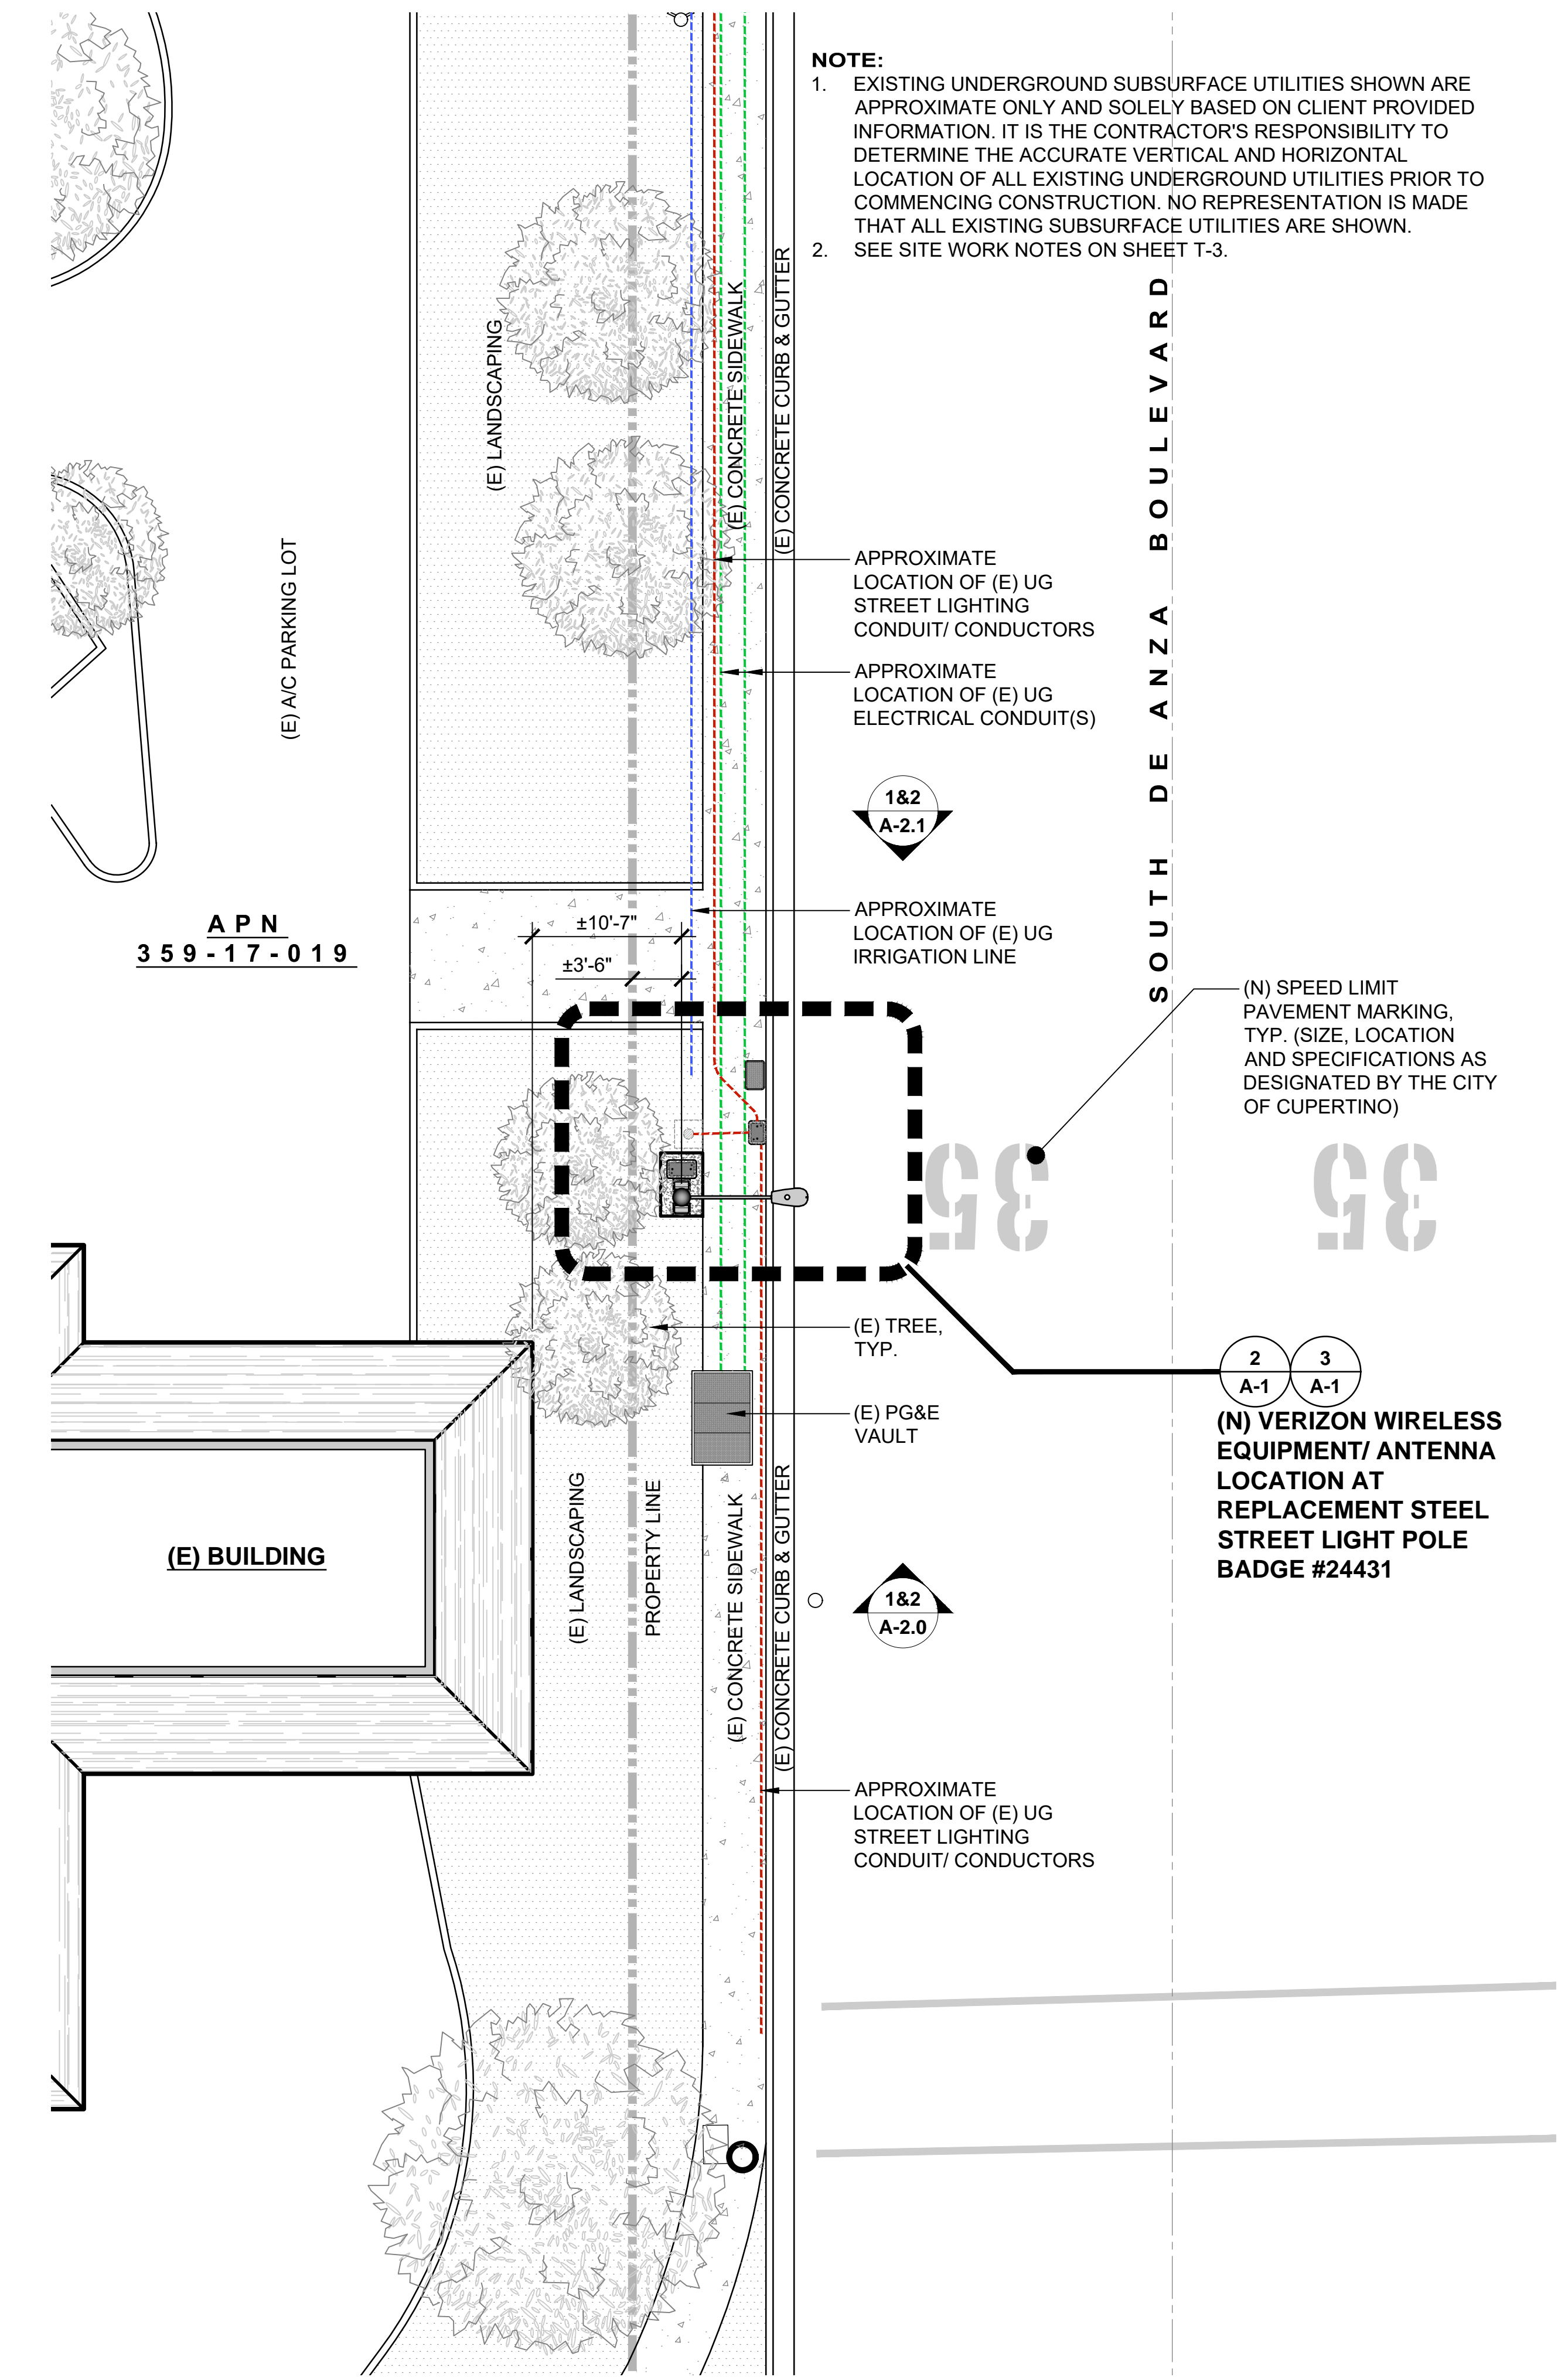 NOTE:
1. EXISTING UNDERGROUND SUBSURFACE UTILITIES SHOWN ARE
APPROXIMATE ONLY AND SOLELY BASED ON CLIENT PROVIDED
INFORMATION. IT IS THE CONTRACTOR'S RESPONSIBILITY TO
DETERMINE THE ACCURATE VERTICAL AND HORIZONTAL
LOCATION OF ALL EXISTING UNDERGROUND UTILITIES PRIOR TO
COMMENCING CONSTRUCTION. NO REPRESENTATION IS MADE
THAT ALL EXISTING SUBSURFACE UTILITIES ARE SHOWN.
2. SEE SITE WORK NOTES ON SHEET T-3.
(E) LANDSCAPING
(E) CONCRETE SIDEWALK
(E) CONCRETE CURB & GUTTER
SOUTH DE ANZA BOULEVARD
(E) A/C PARKING LOT
APPROXIMATE
LOCATION OF (E) UG
STREET LIGHTING
CONDUIT/ CONDUCTORS
APPROXIMATE
LOCATION OF (E) UG
ELECTRICAL CONDUIT(S)
1&2
A-2.1
APN
359-17-019
±10'-7"
±3'-6"
APPROXIMATE
LOCATION OF (E) UG
IRRIGATION LINE
(N) SPEED LIMIT
PAVEMENT MARKING,
TYP. (SIZE, LOCATION
AND SPECIFICATIONS AS
DESIGNATED BY THE CITY
OF CUPERTINO)
35
35
(E) TREE,
TYP.
2
A-1
3
A-1
(E) PG&E
VAULT
(N) VERIZON WIRELESS
EQUIPMENT/ ANTENNA
LOCATION AT
REPLACEMENT STEEL
STREET LIGHT POLE
BADGE #24431
(E) BUILDING
(E) LANDSCAPING
PROPERTY LINE
(E) CONCRETE SIDEWALK
(E) CONCRETE CURB & GUTTER
1&2
A-2.0
APPROXIMATE
LOCATION OF (E) UG
STREET LIGHTING
CONDUIT/ CONDUCTORS